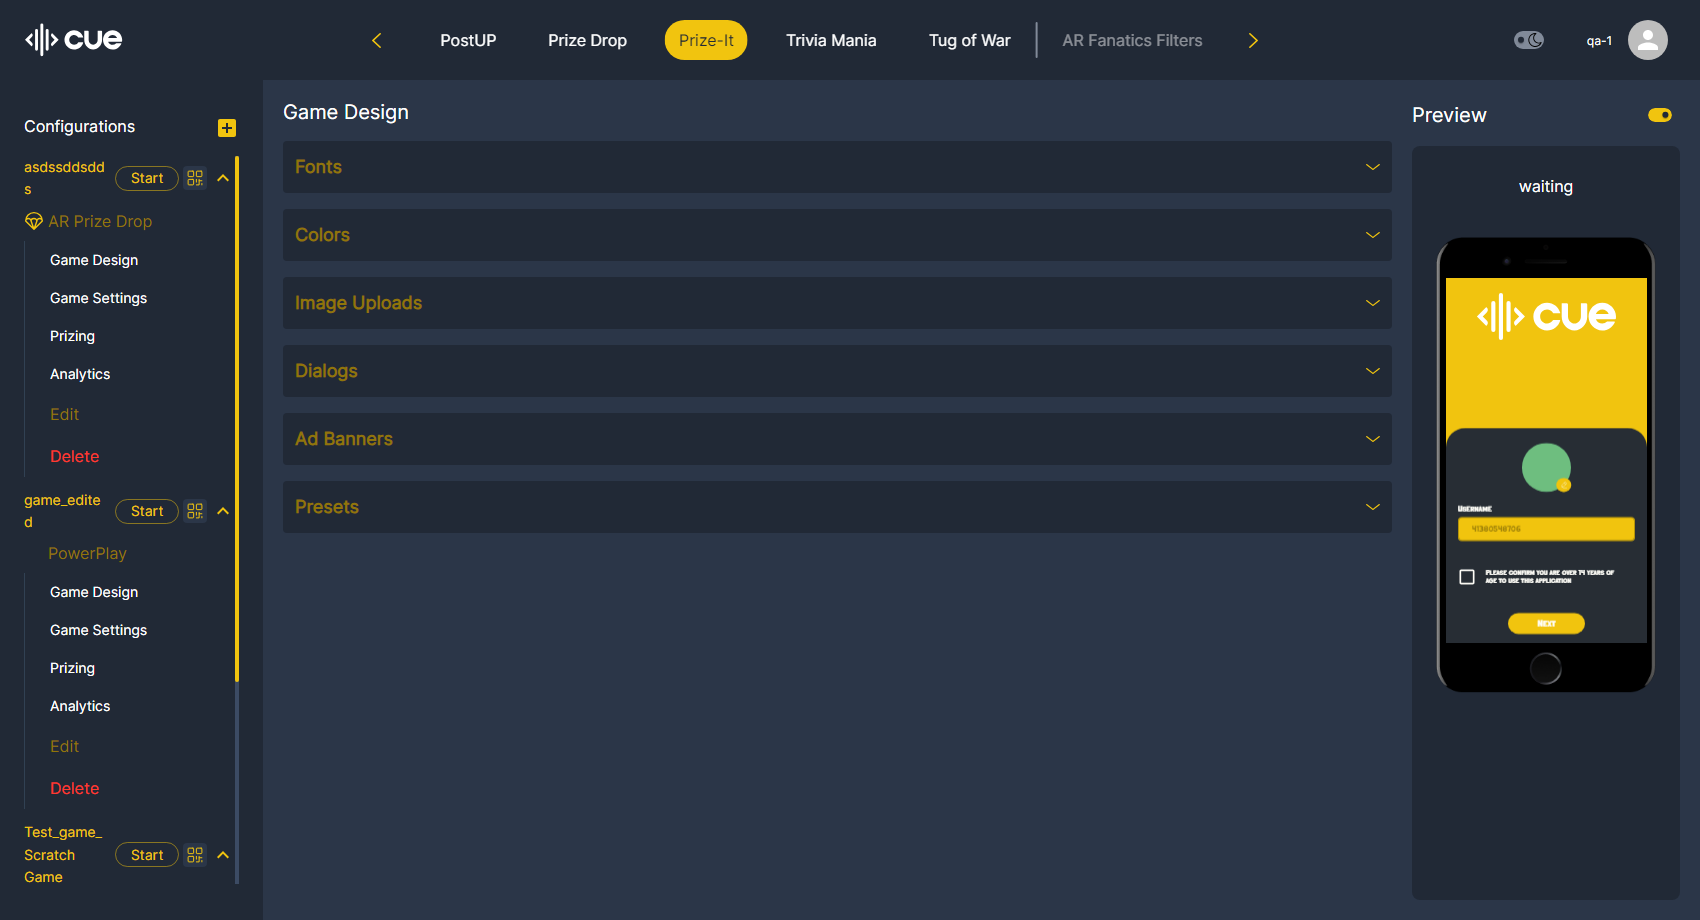 cue
PostUP
Prize Drop
Prize-It
Trivia Mania
Tug of War
AR Fanatics Filters
qa-1
Configurations
asdssddsdd
s
Start
AR Prize Drop
Game Design
Game Settings
Prizing
Analytics
Edit
Delete
game_edite
d
Start
PowerPlay
Game Design
Game Settings
Prizing
Analytics
Edit
Delete
Test_game_
Scratch
Game
Start
Game Design
Fonts
Colors
Image Uploads
Dialogs
Ad Banners
Presets
Preview
waiting
cue
Username
41380548706
Please confirm you are over 14 years of
age to use this application
Next